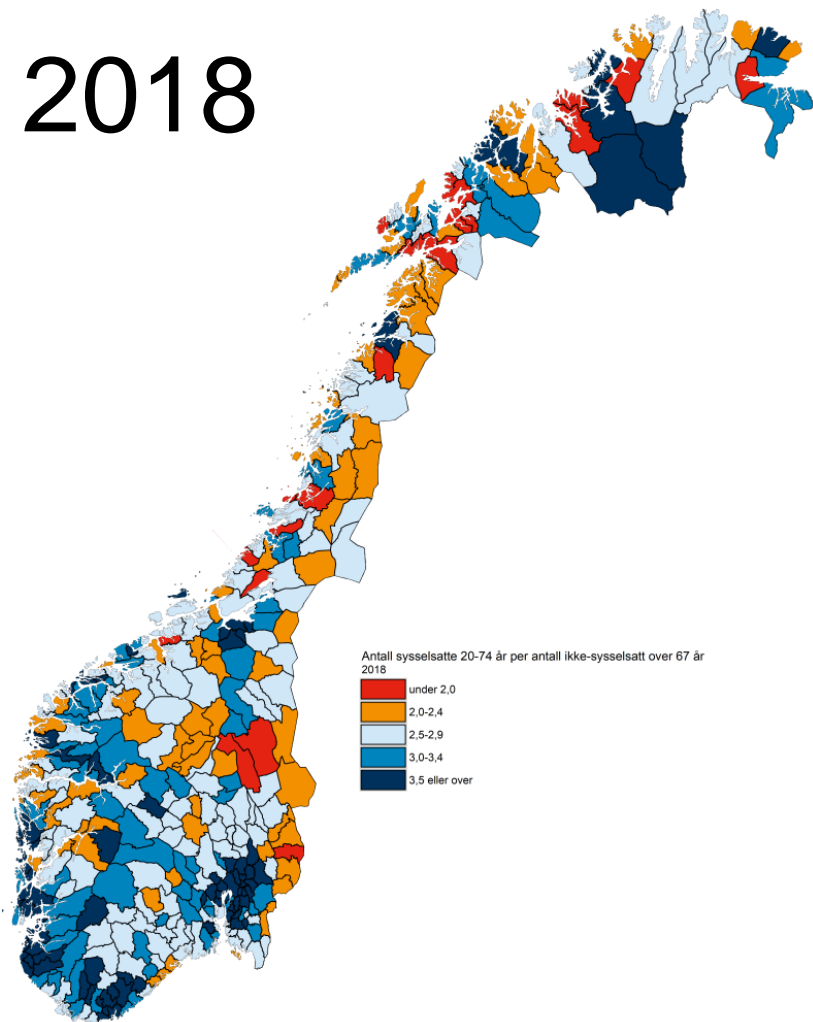 2018
Antall sysselsatte 20-74 år per antall ikke-sysselsatt over 67 år
2018
under 2,0
2,0-2,4
2,5-2,9
3,0-3,4
3,5 eller over